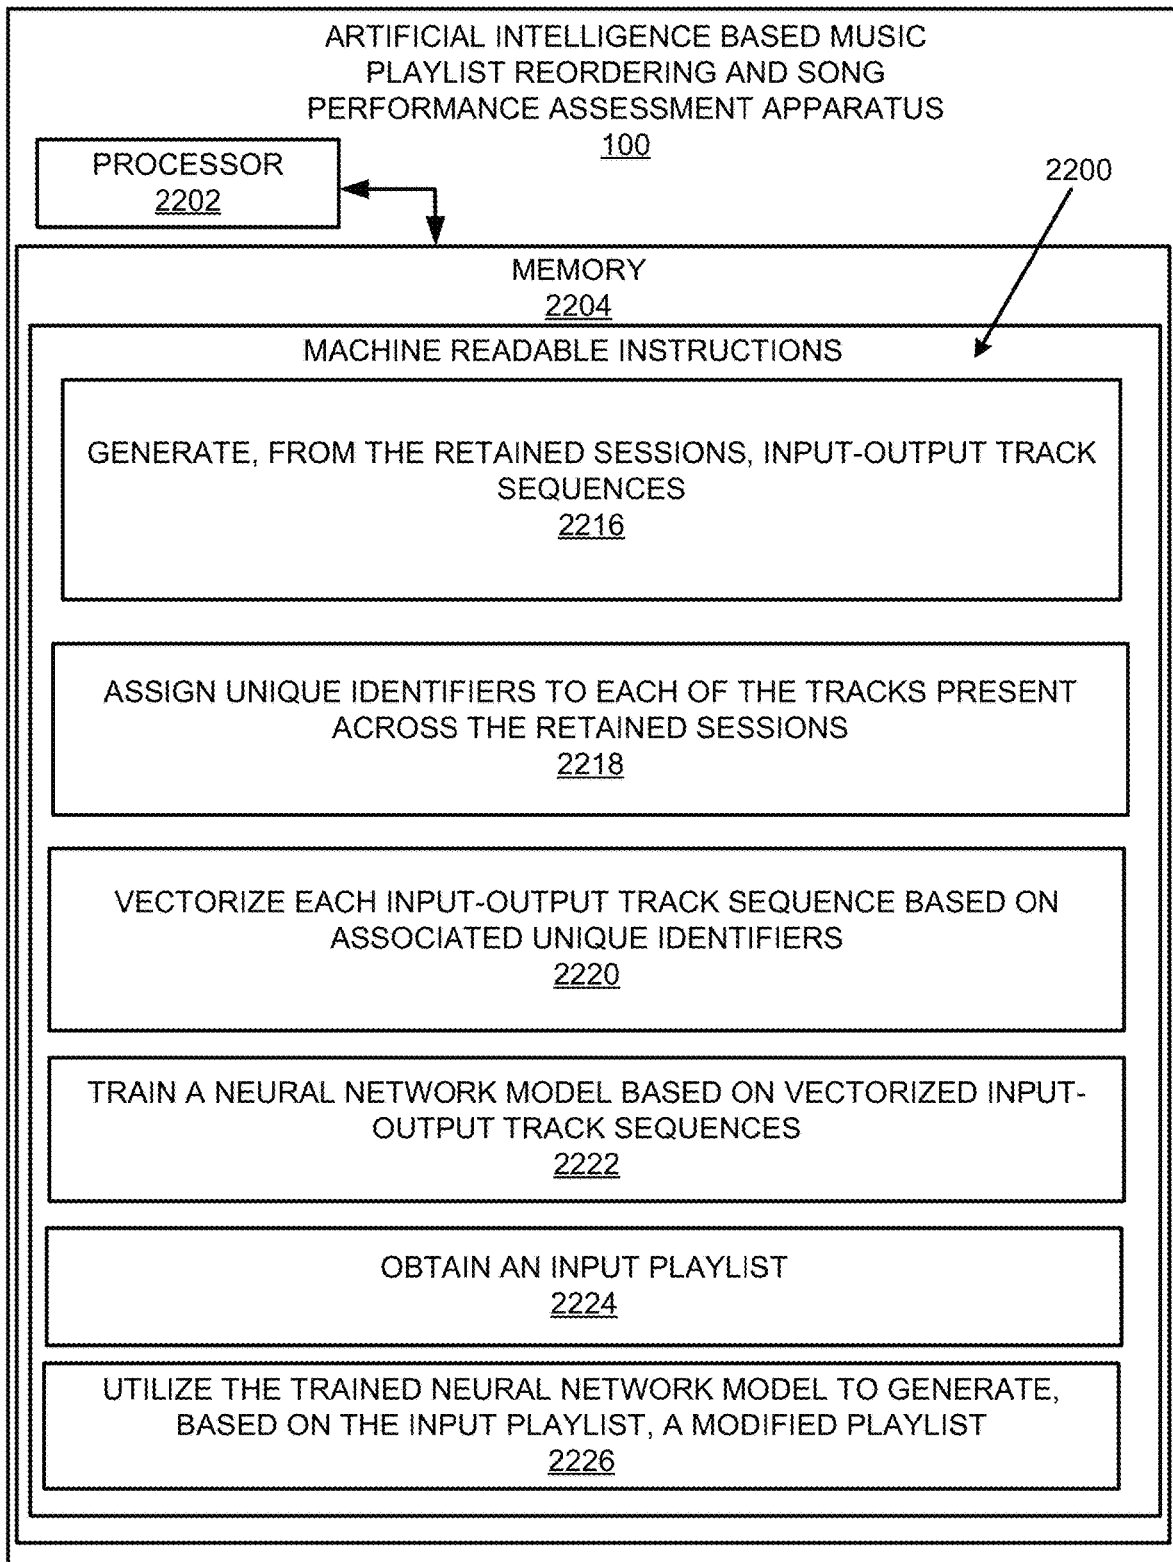 ARTIFICIAL INTELLIGENCE BASED MUSIC
PLAYLIST REORDERING AND SONG
PERFORMANCE ASSESSMENT APPARATUS
100
PROCESSOR
2202
2200
MEMORY
2204
MACHINE READABLE INSTRUCTIONS
GENERATE, FROM THE RETAINED SESSIONS, INPUT-OUTPUT TRACK
SEQUENCES
2216
ASSIGN UNIQUE IDENTIFIERS TO EACH OF THE TRACKS PRESENT
ACROSS THE RETAINED SESSIONS
2218
VECTORIZE EACH INPUT-OUTPUT TRACK SEQUENCE BASED ON
ASSOCIATED UNIQUE IDENTIFIERS
2220
TRAIN A NEURAL NETWORK MODEL BASED ON VECTORIZED INPUT-
OUTPUT TRACK SEQUENCES
2222
OBTAIN AN INPUT PLAYLIST
2224
UTILIZE THE TRAINED NEURAL NETWORK MODEL TO GENERATE,
BASED ON THE INPUT PLAYLIST, A MODIFIED PLAYLIST
2226